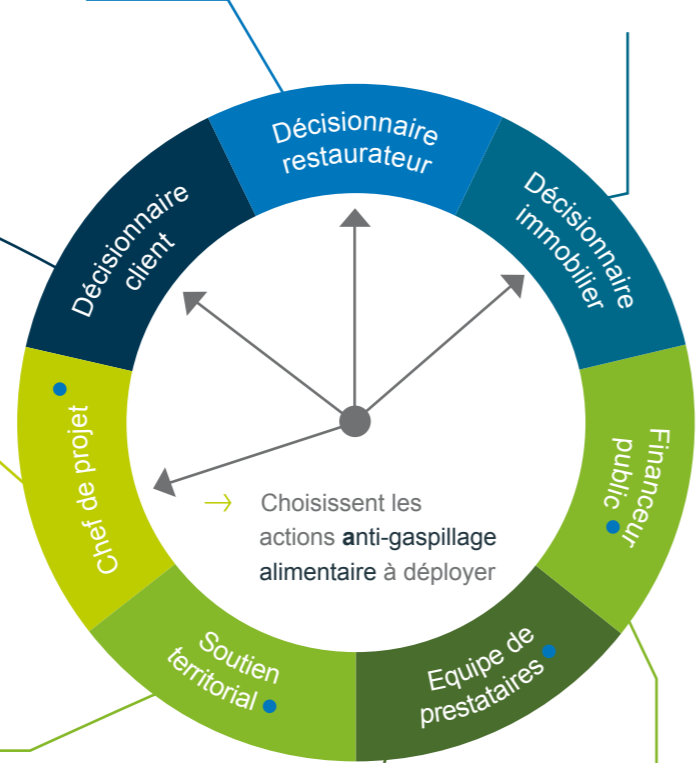 Décisionnaire
restaurateur
Décisionnaire
immobilier
Financeur
public
Equipe de
prestataires
Soutien
territorial
Chef de projet
Décisionnaire
client
→ Choisissent les
actions anti-gaspillage
alimentaire à déployer